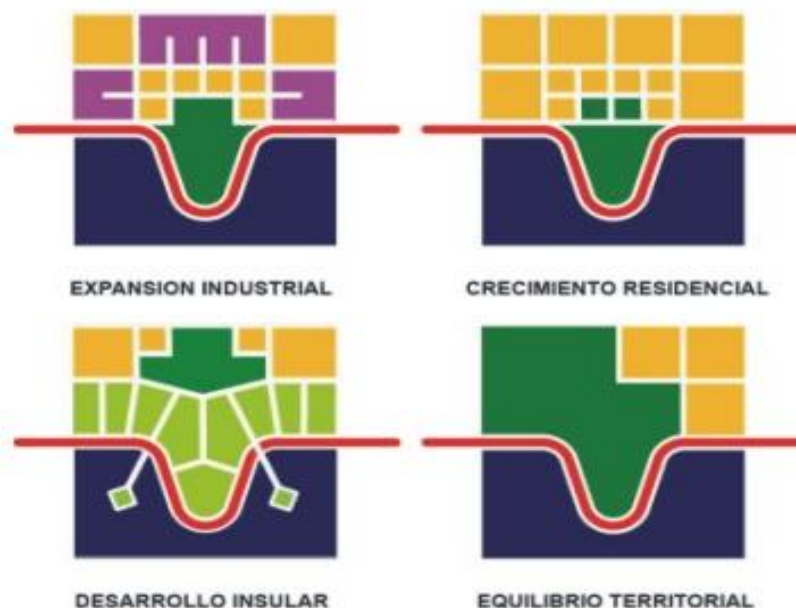 EXPANSION INDUSTRIAL
CRECIMIENTO RESIDENCIAL
DESARROLLO INSULAR
EQUILIBRIO TERRITORIAL